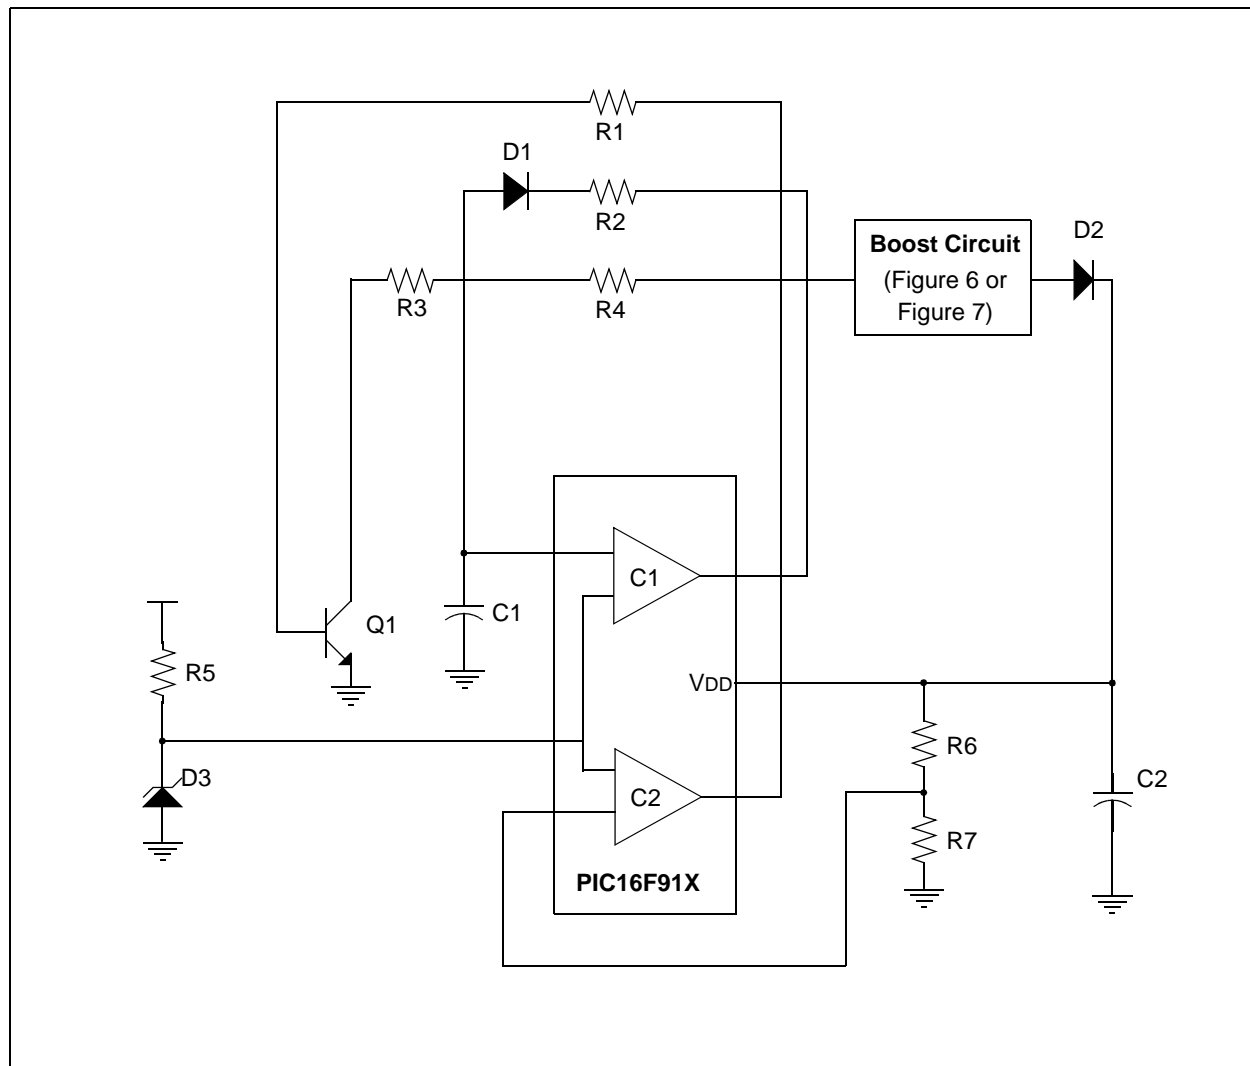 R1
D1
R2
D2
Boost Circuit
(Figure 6 or
Figure 7)
R3
R4
C1
Q1
C1
R5
VDD
D3
R6
C2
C2
R7
PIC16F91X